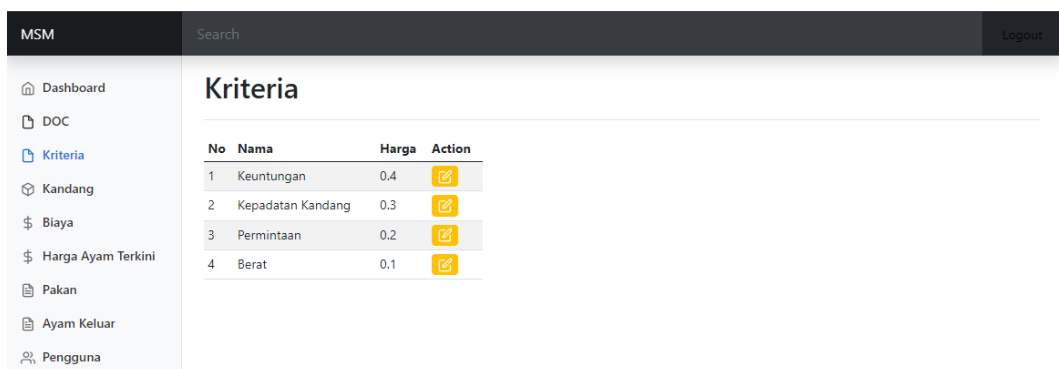 MSM Search Logout
Dashboard
DOC
Kriteria
Kandang
Biaya
Harga Ayam Terkini
Pakan
Ayam Keluar
Pengguna
Kriteria
No Nama Harga Action
1 Keuntungan 0.4
2 Kepadatan Kandang 0.3
3 Permintaan 0.2
4 Berat 0.1